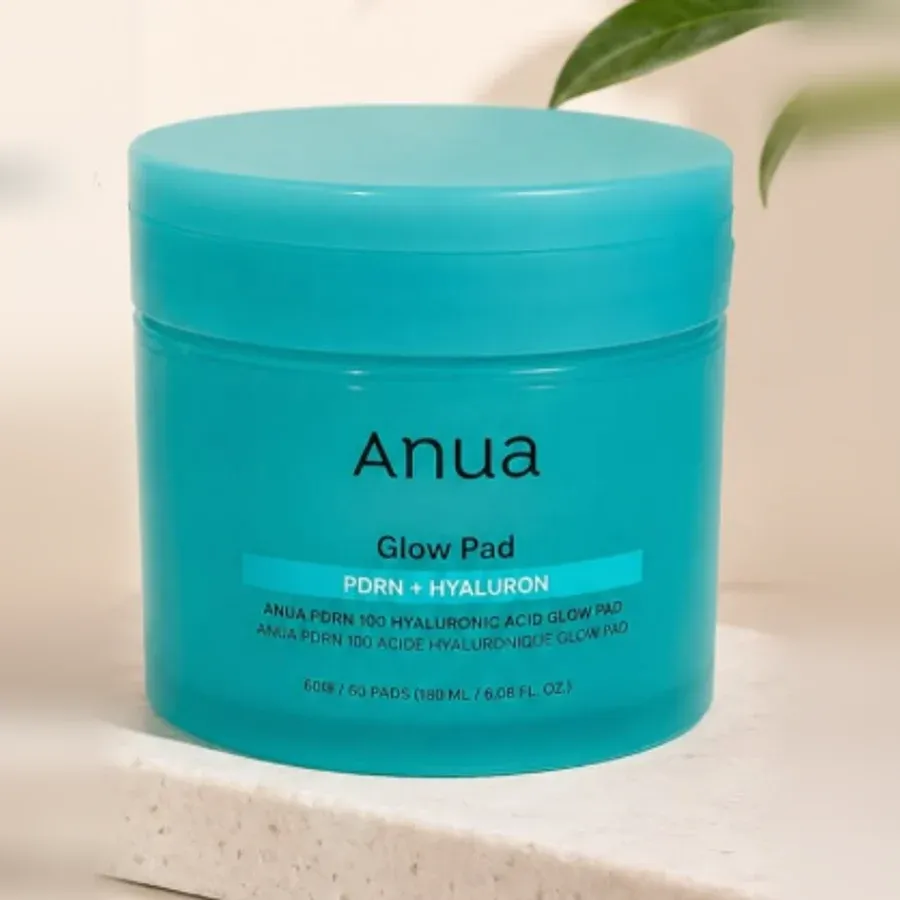 Anua
Glow Pad
PDRN + HYALURON
ANUA PDRN 100 HYALURONIC ACID GLOW PAD
ANUA PDRN 100 ACIDE HYALURONIQUE GLOW PAD
/ 60 PADS (180 ML / 6.08 FL. OZ.)